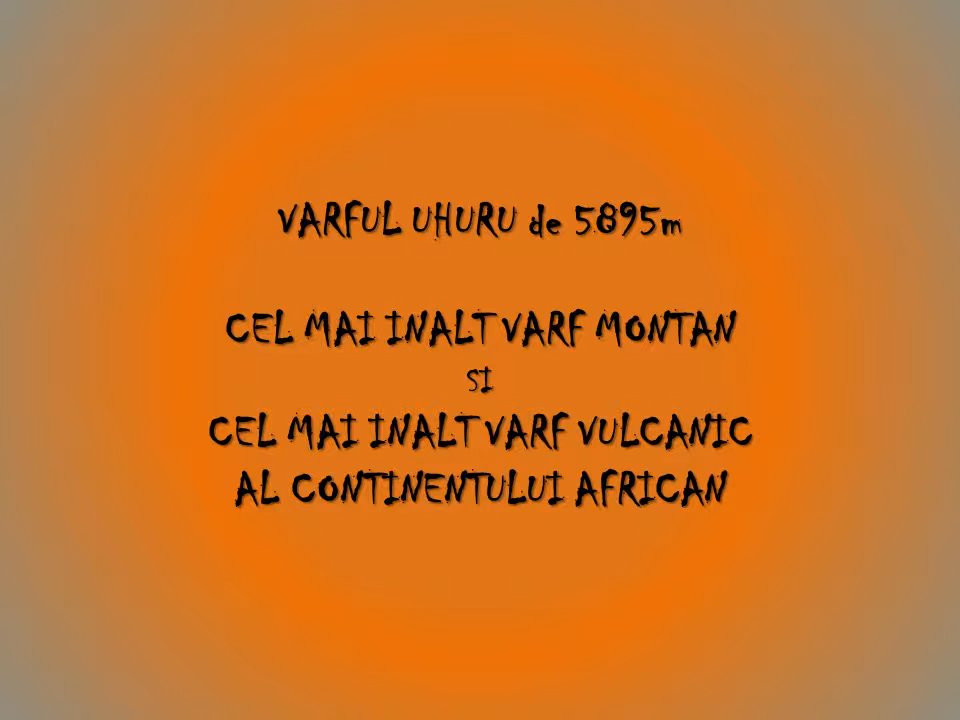 VARFUL UHURU de 5895m
CEL MAI INALT VARF MONTAN
SI
CEL MAI INALT VARF VULCANIC
AL CONTINENTULUI AFRICAN